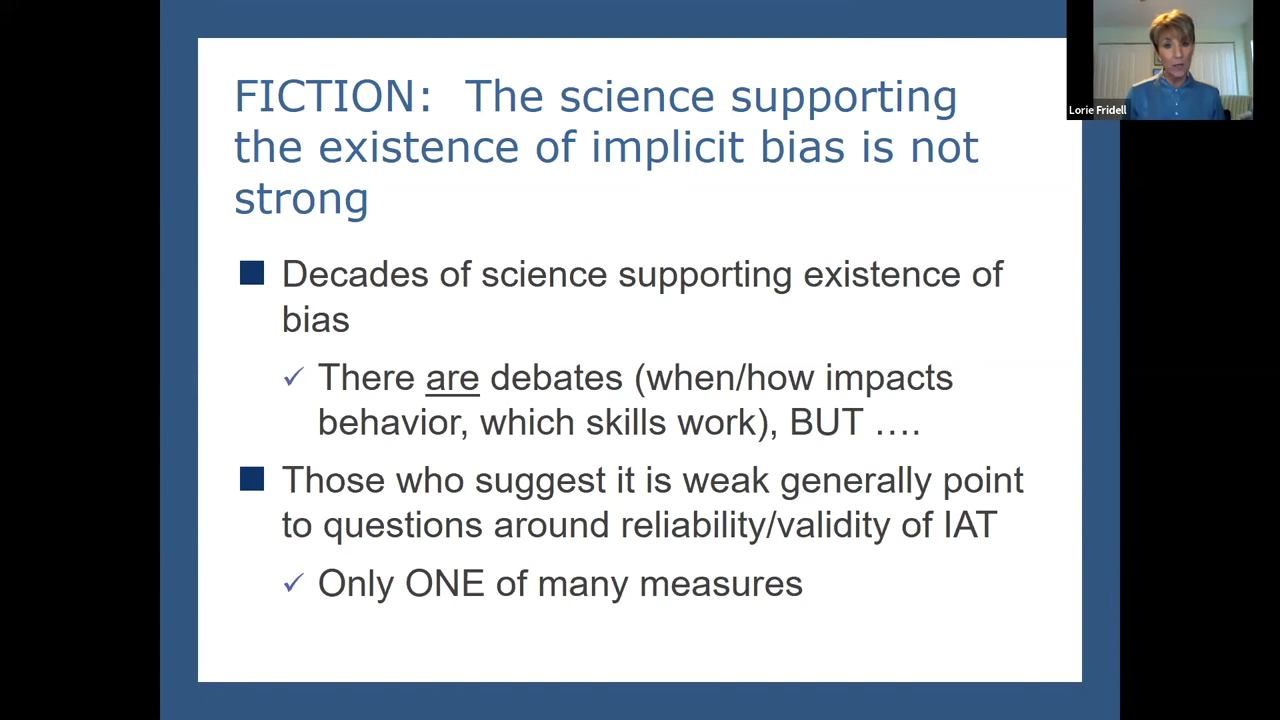 FICTION: The science supporting
the existence of implicit bias is not
strong
Decades of science supporting existence of
bias
✓ There are debates (when/how impacts
behavior, which skills work), BUT ….
Those who suggest it is weak generally point
to questions around reliability/validity of IAT
✓ Only ONE of many measures
Lorie Fridell